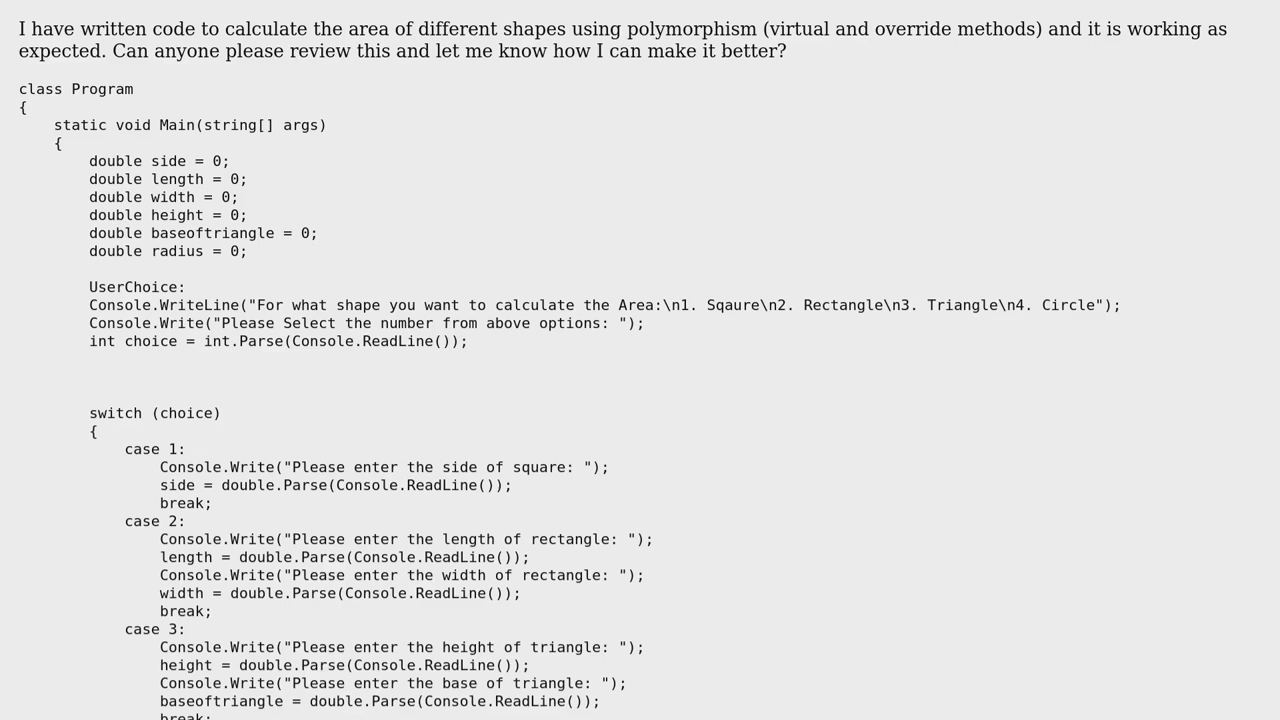 I have written code to calculate the area of different shapes using polymorphism (virtual and override methods) and it is working as
expected. Can anyone please review this and let me know how I can make it better?
class Program
{
static void Main(string[] args)
{
double side = 0;
double length = 0;
double width = 0;
double height = 0;
double baseoftriangle = 0;
double radius = 0;
UserChoice:
Console.WriteLine("For what shape you want to calculate the Area:\n1. Sqaure\n2. Rectangle\n3. Triangle\n4. Circle");
Console.Write("Please Select the number from above options: ");
int choice = int.Parse(Console.ReadLine());
switch (choice)
{
case 1:
Console.Write("Please enter the side of square: ");
side = double.Parse(Console.ReadLine());
break;
case 2:
Console.Write("Please enter the length of rectangle: ");
length = double.Parse(Console.ReadLine());
Console.Write("Please enter the width of rectangle: ");
width = double.Parse(Console.ReadLine());
break;
case 3:
Console.Write("Please enter the height of triangle: ");
height = double.Parse(Console.ReadLine());
Console.Write("Please enter the base of triangle: ");
baseoftriangle = double.Parse(Console.ReadLine());
break;